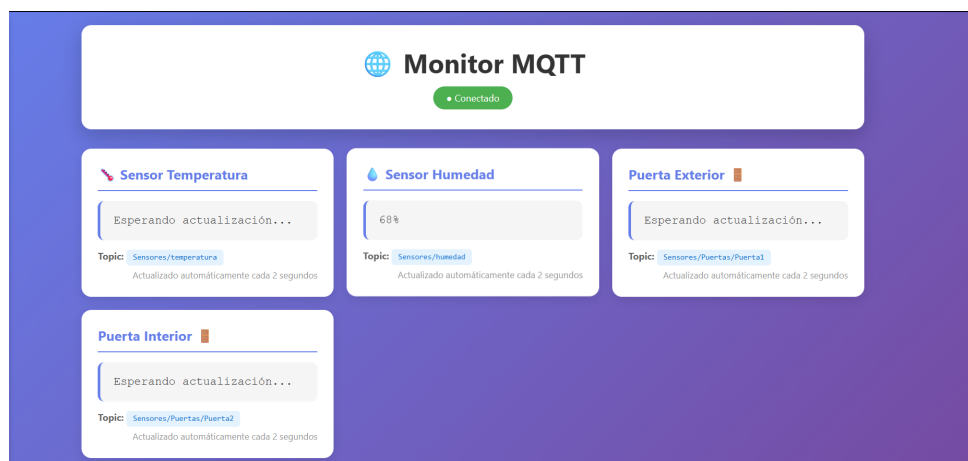 Monitor MQTT
● Conectado
Sensor Temperatura
Esperando actualización...
Topic: Sensores/temperatura
Actualizado automáticamente cada 2 segundos
Sensor Humedad
68%
Topic: Sensores/humedad
Actualizado automáticamente cada 2 segundos
Puerta Exterior
Esperando actualización...
Topic: Sensores/Puertas/Puerta1
Actualizado automáticamente cada 2 segundos
Puerta Interior
Esperando actualización...
Topic: Sensores/Puertas/Puerta2
Actualizado automáticamente cada 2 segundos